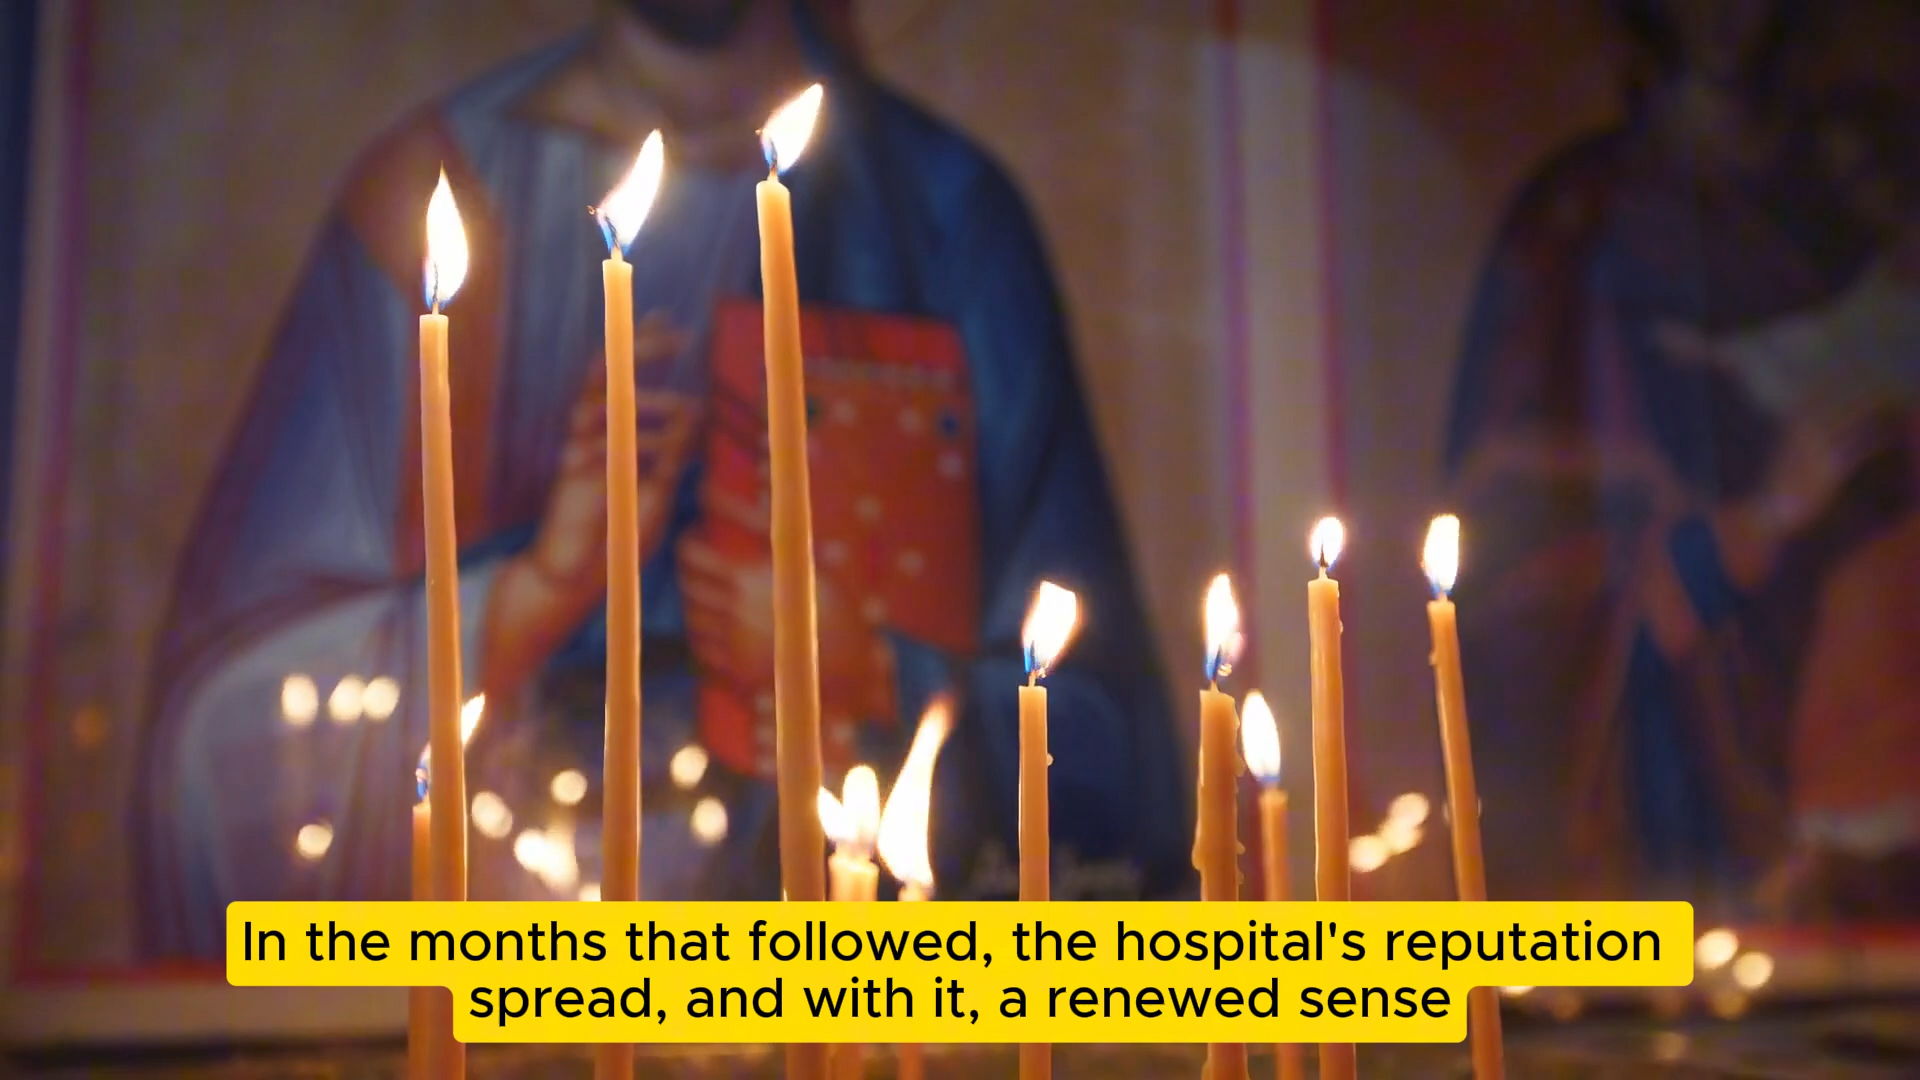 In the months that followed, the hospital's reputation
spread, and with it, a renewed sense